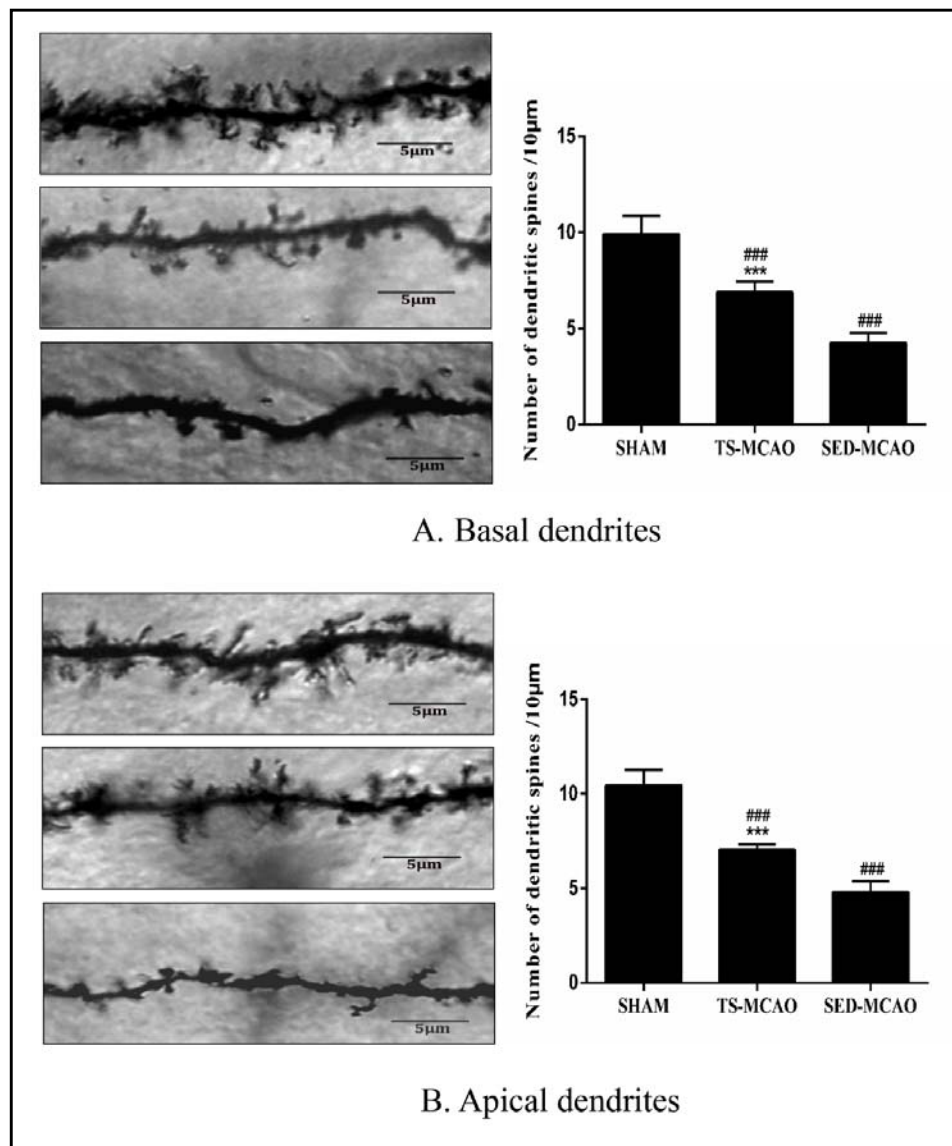 5µm
5µm
5µm
Number of dendritic spines /10µm
15
10
5
0
###
***
###
SHAM TS-MCAO SED-MCAO
A. Basal dendrites
5µm
5µm
5µm
Number of dendritic spines /10µm
15
10
5
0
###
***
###
SHAM TS-MCAO SED-MCAO
B. Apical dendrites